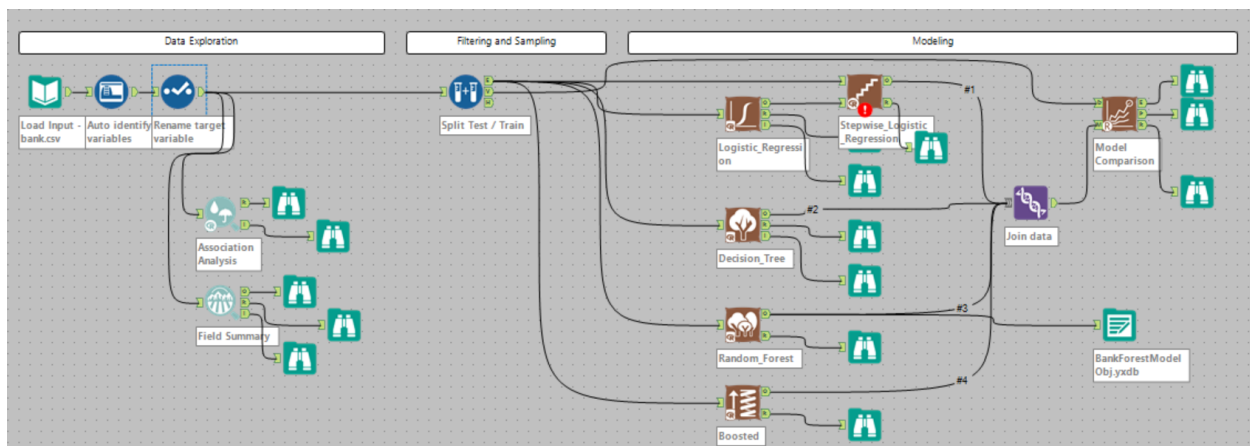 Data Exploration
Filtering and Sampling
Modeling
Load Input -
bank.csv
Auto identify
variables
Rename target
variable
Split Test / Train
Logistic_Regressi
on
Stepwise_Logistic
_Regression
#1
Model
Comparison
#2
Join data
Association
Analysis
Decision_Tree
#3
Field Summary
Random_Forest
BankForestModel
Obj.yxdb
#4
Boosted